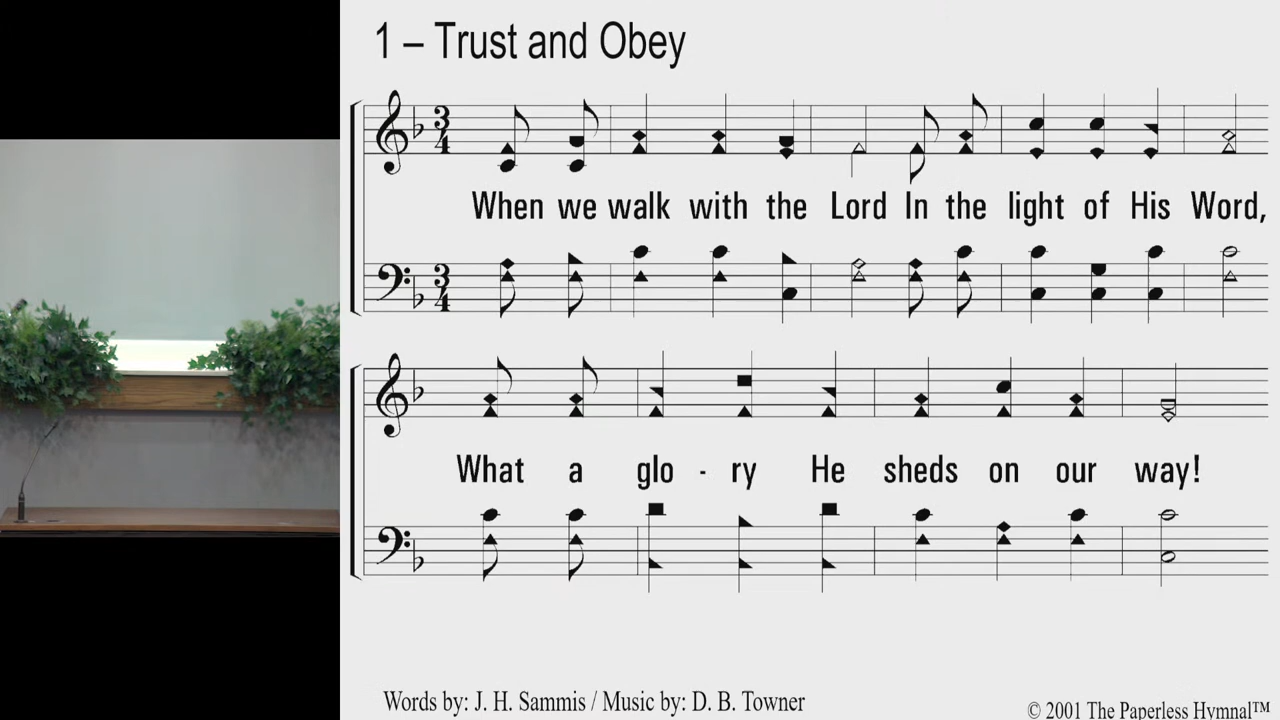 1 – Trust and Obey
When we walk with the Lord In the light of His Word,
What a glo - ry He sheds on our way!
Words by: J. H. Sammis / Music by: D. B. Towner
© 2001 The Paperless Hymnal™